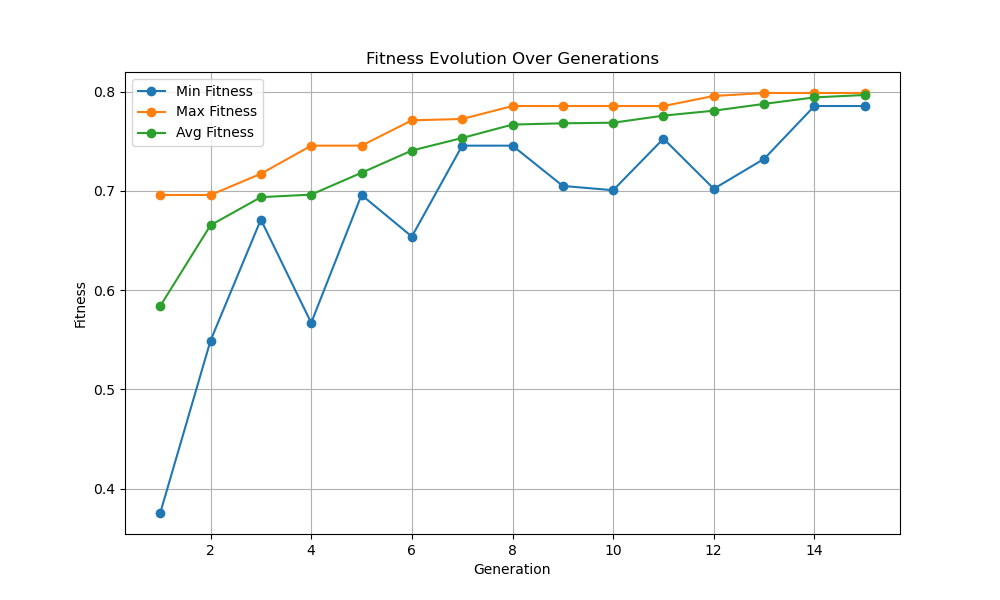 Fitness Evolution Over Generations
Min Fitness
Max Fitness
Avg Fitness
0.8
0.7
0.6
0.5
0.4
Fitness
2 4 6 8 10 12 14
Generation